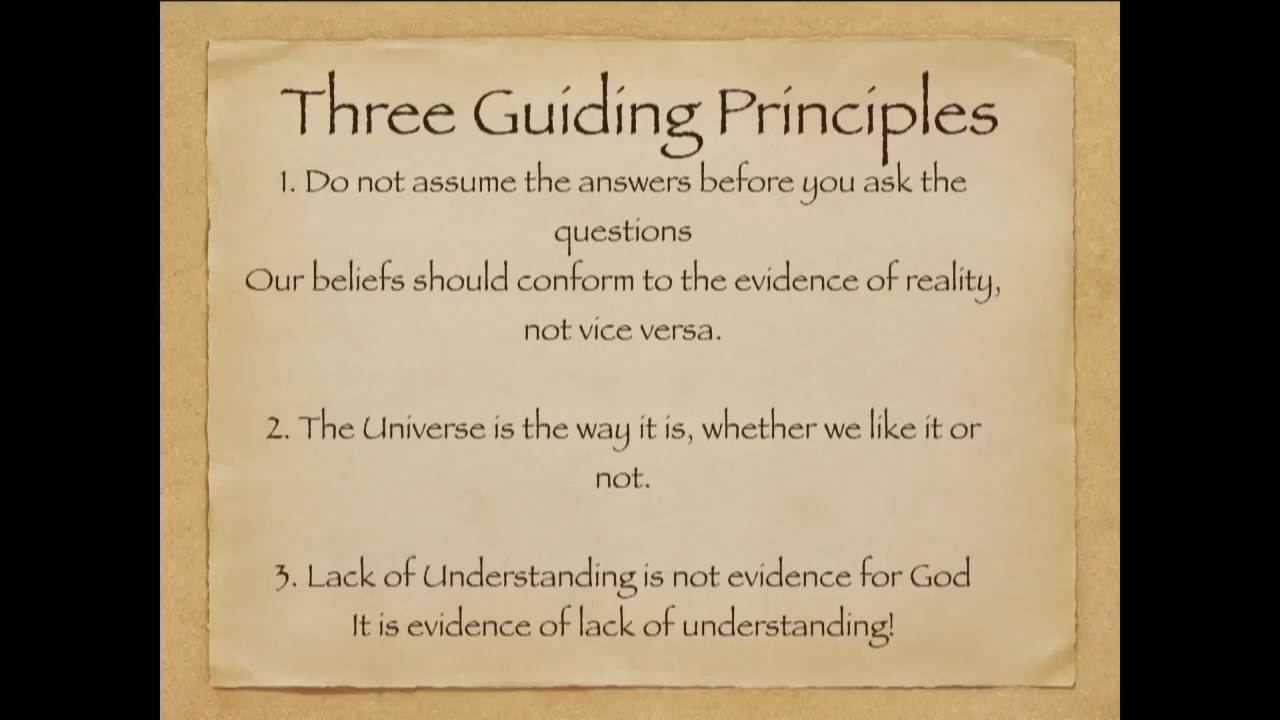 Three Guiding Principles
1. Do not assume the answers before you ask the
questions
Our beliefs should conform to the evidence of reality,
not vice versa.
2. The Universe is the way it is, whether we like it or
not.
3. Lack of Understanding is not evidence for God
It is evidence of lack of understanding!